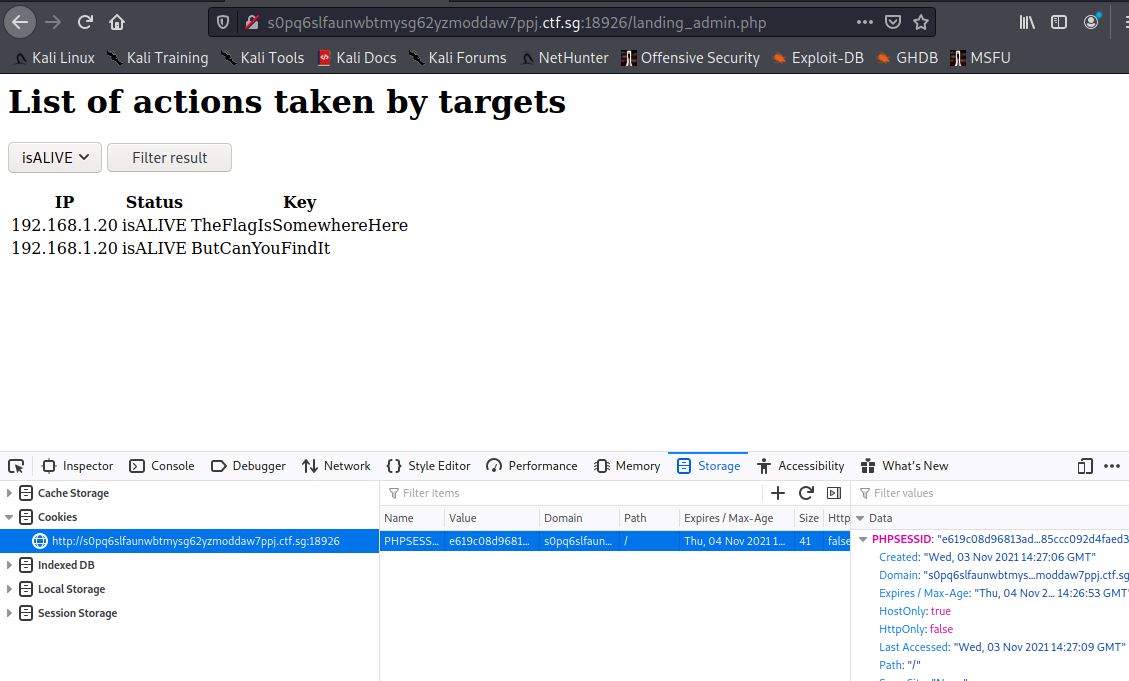 s0pq6slfaunwbtmysg62yzmoddaw7ppj.ctf.sg:18926/landing_admin.php
Kali Linux Kali Training Kali Tools Kali Docs Kali Forums NetHunter Offensive Security Exploit-DB GHDB MSFU
List of actions taken by targets
isALIVE Filter result
IP Status Key
192.168.1.20 isALIVE TheFlagIsSomewhereHere
192.168.1.20 isALIVE ButCanYouFindIt
Inspector Console Debugger Network Style Editor Performance Memory Storage Accessibility What's New
Cache Storage
Cookies
http://s0pq6slfaunwbtmysg62yzmoddaw7ppj.ctf.sg:18926
Indexed DB
Local Storage
Session Storage
Filter Items
Name Value Domain Path Expires / Max-Age Size Http
PHPSESS... e619c08d9681... s0pq6slfaun... / Thu, 04 Nov 2021 1... 41 false
Filter values
Data
PHPSESSID: "e619c08d96813ad...85ccc092d4faed3
Created: "Wed, 03 Nov 2021 14:27:06 GMT"
Domain: "s0pq6slfaunwbtmys...moddaw7ppj.ctf.sg
Expires / Max-Age: "Thu, 04 Nov 2... 14:26:53 GMT"
HostOnly: true
HttpOnly: false
Last Accessed: "Wed, 03 Nov 2021 14:27:09 GMT"
Path: "/"